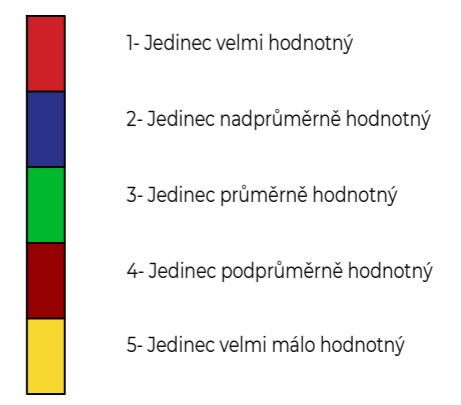 1- Jedinec velmi hodnotný
2- Jedinec nadprůměrně hodnotný
3- Jedinec průměrně hodnotný
4- Jedinec podprůměrně hodnotný
5- Jedinec velmi málo hodnotný